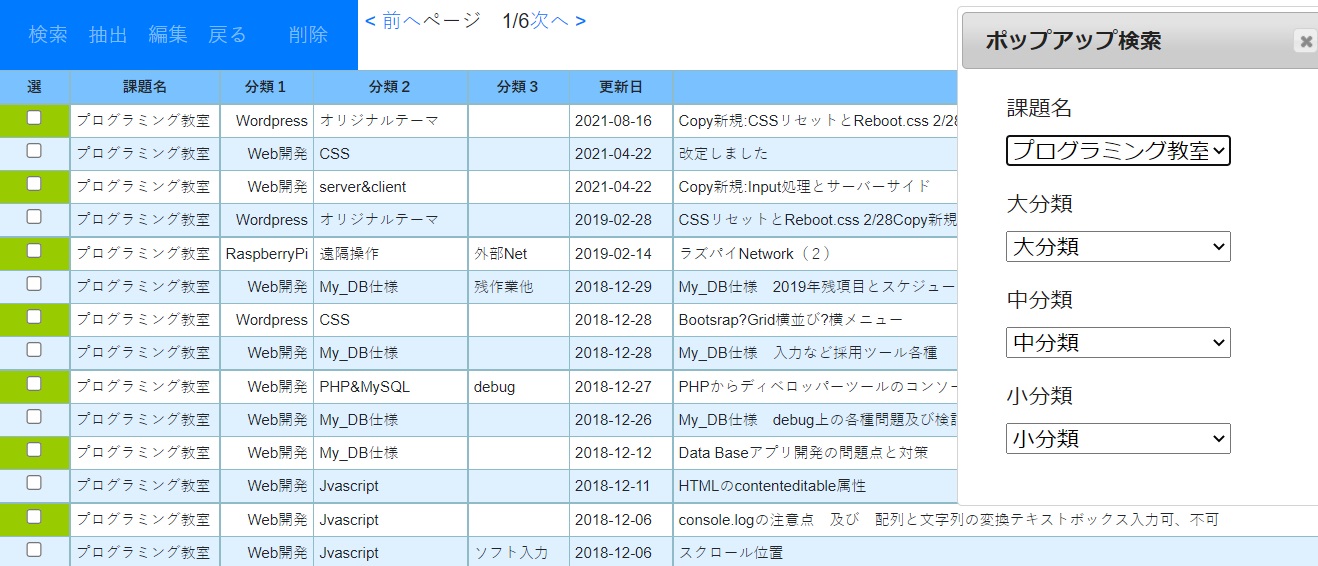 検索 抽出 編集 戻る 削除 < 前へページ 1/6次へ >
ポップアップ検索
選 課題名 分類１ 分類２ 分類３ 更新日
プログラミング教室 Wordpress オリジナルテーマ 2021-08-16 Copy新規:CSSリセットとReboot.css 2/28
プログラミング教室 Web開発 CSS 2021-04-22 改定しました
プログラミング教室 Web開発 server&client 2021-04-22 Copy新規:Input処理とサーバーサイド
プログラミング教室 Wordpress オリジナルテーマ 2019-02-28 CSSリセットとReboot.css 2/28Copy新規
プログラミング教室 RaspberryPi 遠隔操作 外部Net 2019-02-14 ラズパイNetwork（２）
プログラミング教室 Web開発 My_DB仕様 残作業他 2018-12-29 My_DB仕様 2019年残項目とスケジュー
プログラミング教室 Wordpress CSS 2018-12-28 Bootsrap?Grid横並び?横メニュー
プログラミング教室 Web開発 My_DB仕様 2018-12-28 My_DB仕様 入力など採用ツール各種
プログラミング教室 Web開発 PHP&MySQL debug 2018-12-27 PHPからディベロッパーツールのコンソー
プログラミング教室 Web開発 My_DB仕様 2018-12-26 My_DB仕様 debug上の各種問題及び検討
プログラミング教室 Web開発 My_DB仕様 2018-12-12 Data Baseアプリ開発の問題点と対策
プログラミング教室 Web開発 Jvascript 2018-12-11 HTMLのcontenteditable属性
プログラミング教室 Web開発 Jvascript 2018-12-06 console.logの注意点 及び 配列と文字列の変換テキストボックス入力可、不可
プログラミング教室 Web開発 Jvascript ソフト入力 2018-12-06 スクロール位置
課題名
プログラミング教室
大分類
大分類
中分類
中分類
小分類
小分類